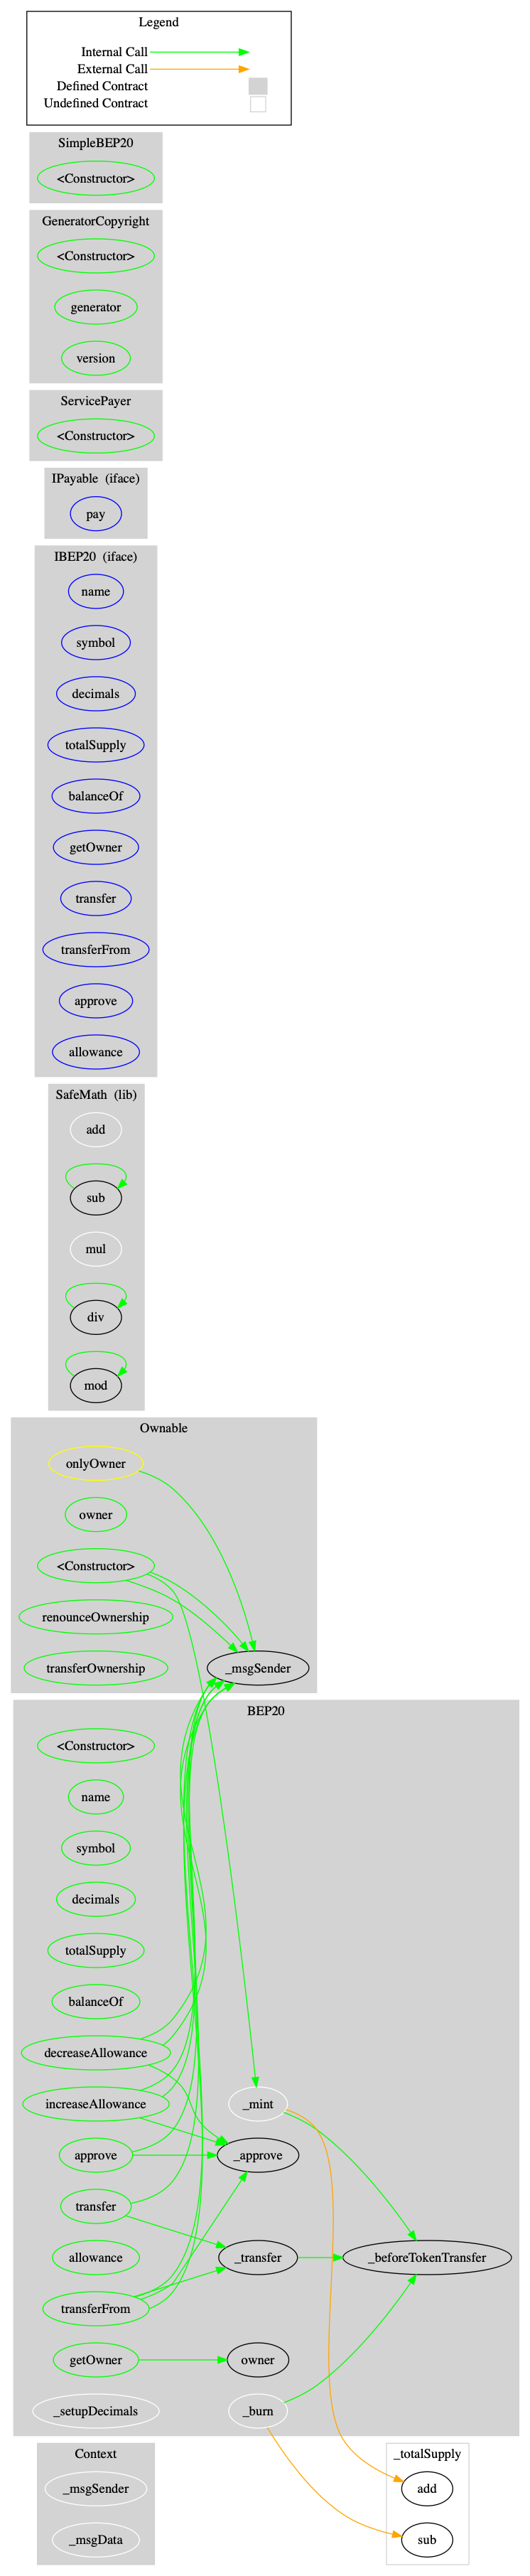 Legend
Internal Call
External Call
Defined Contract
Undefined Contract
SimpleBEP20
<Constructor>
GeneratorCopyright
<Constructor>
generator
version
ServicePayer
<Constructor>
IPayable (iface)
pay
IBEP20 (iface)
name
symbol
decimals
totalSupply
balanceOf
getOwner
transfer
transferFrom
approve
allowance
SafeMath (lib)
add
sub
mul
div
mod
Ownable
onlyOwner
owner
<Constructor>
renounceOwnership
transferOwnership
_msgSender
BEP20
<Constructor>
name
symbol
decimals
totalSupply
balanceOf
decreaseAllowance
increaseAllowance
_mint
approve
_approve
transfer
allowance
_transfer
_beforeTokenTransfer
transferFrom
getOwner
owner
_setupDecimals
_burn
Context
_msgSender
_msgData
_totalSupply
add
sub